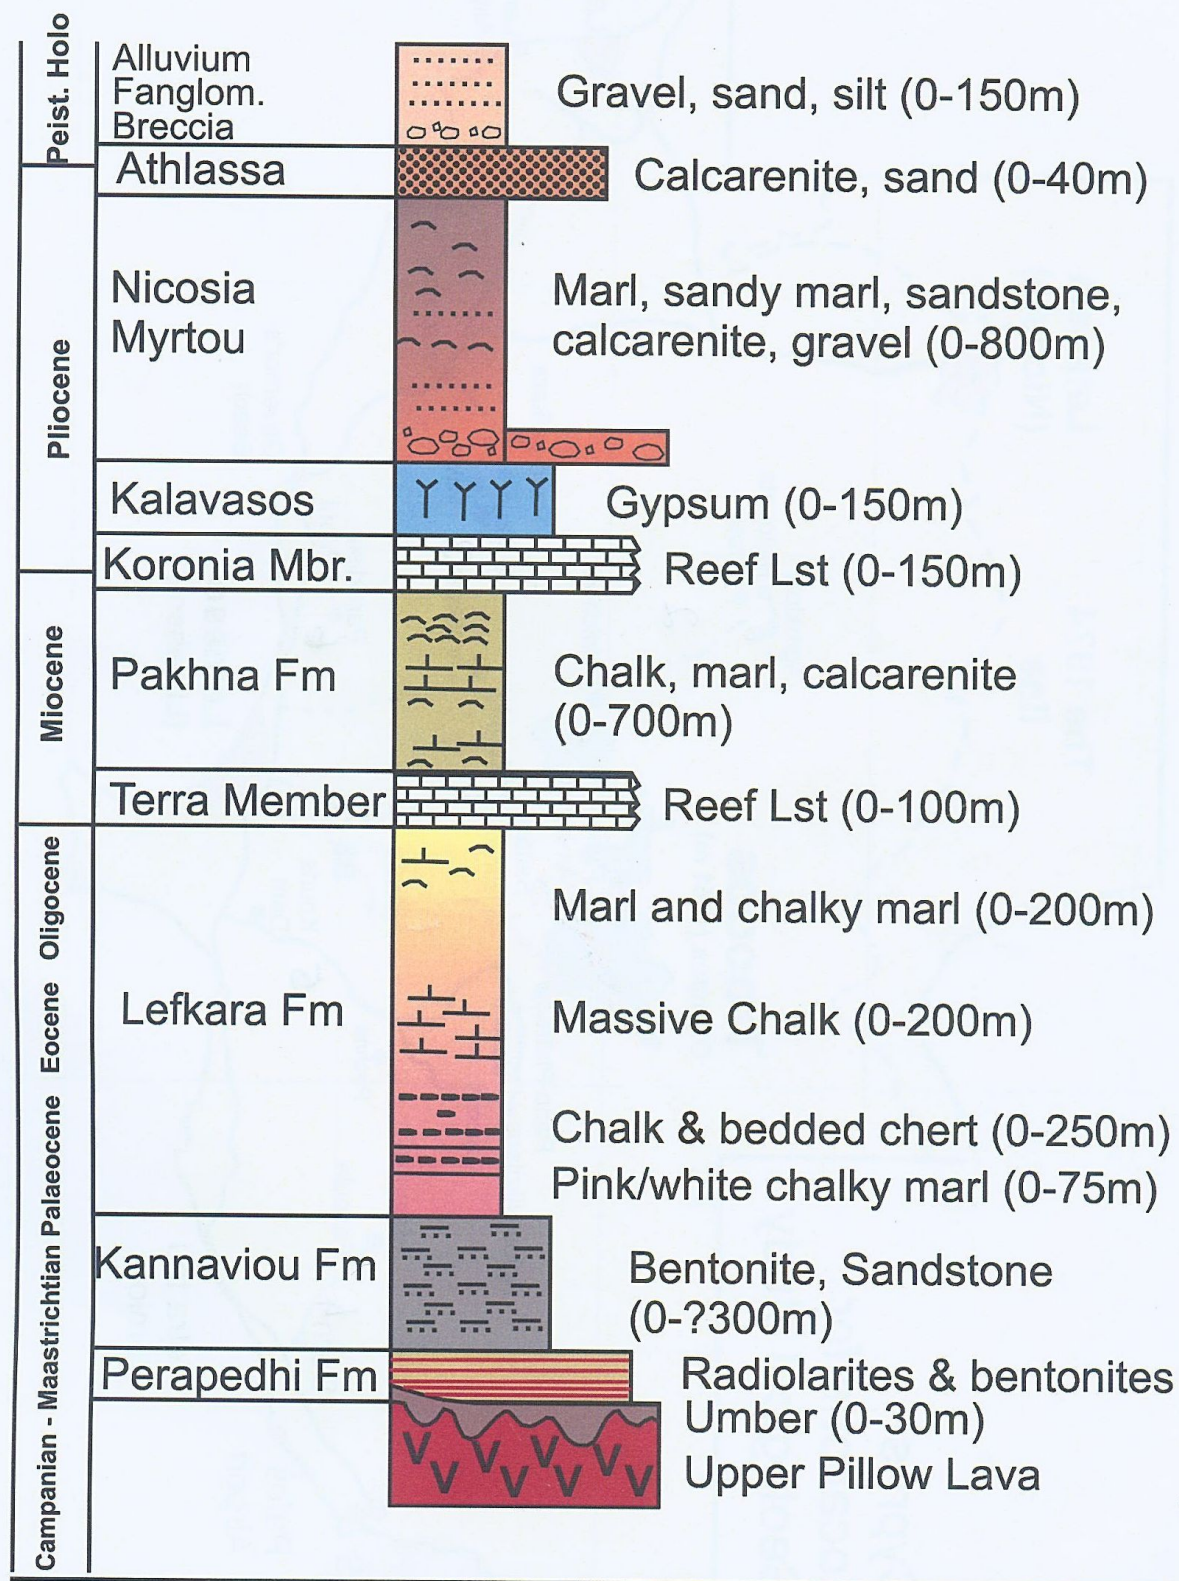 Peist. Holo
Alluvium
Fanglom.
Breccia
Gravel, sand, silt (0-150m)
Athlassa
Calcarenite, sand (0-40m)
Pliocene
Nicosia
Myrtou
Marl, sandy marl, sandstone,
calcarenite, gravel (0-800m)
Kalavasos
Gypsum (0-150m)
Koronia Mbr.
Reef Lst (0-150m)
Miocene
Pakhna Fm
Chalk, marl, calcarenite
(0-700m)
Terra Member
Reef Lst (0-100m)
Campanian - Maastrichtian Palaeocene Eocene Oligocene
Lefkara Fm
Marl and chalky marl (0-200m)
Massive Chalk (0-200m)
Chalk & bedded chert (0-250m)
Pink/white chalky marl (0-75m)
Kannaviou Fm
Bentonite, Sandstone
(0-?300m)
Perapedhi Fm
Radiolarites & bentonites
Umber (0-30m)
Upper Pillow Lava